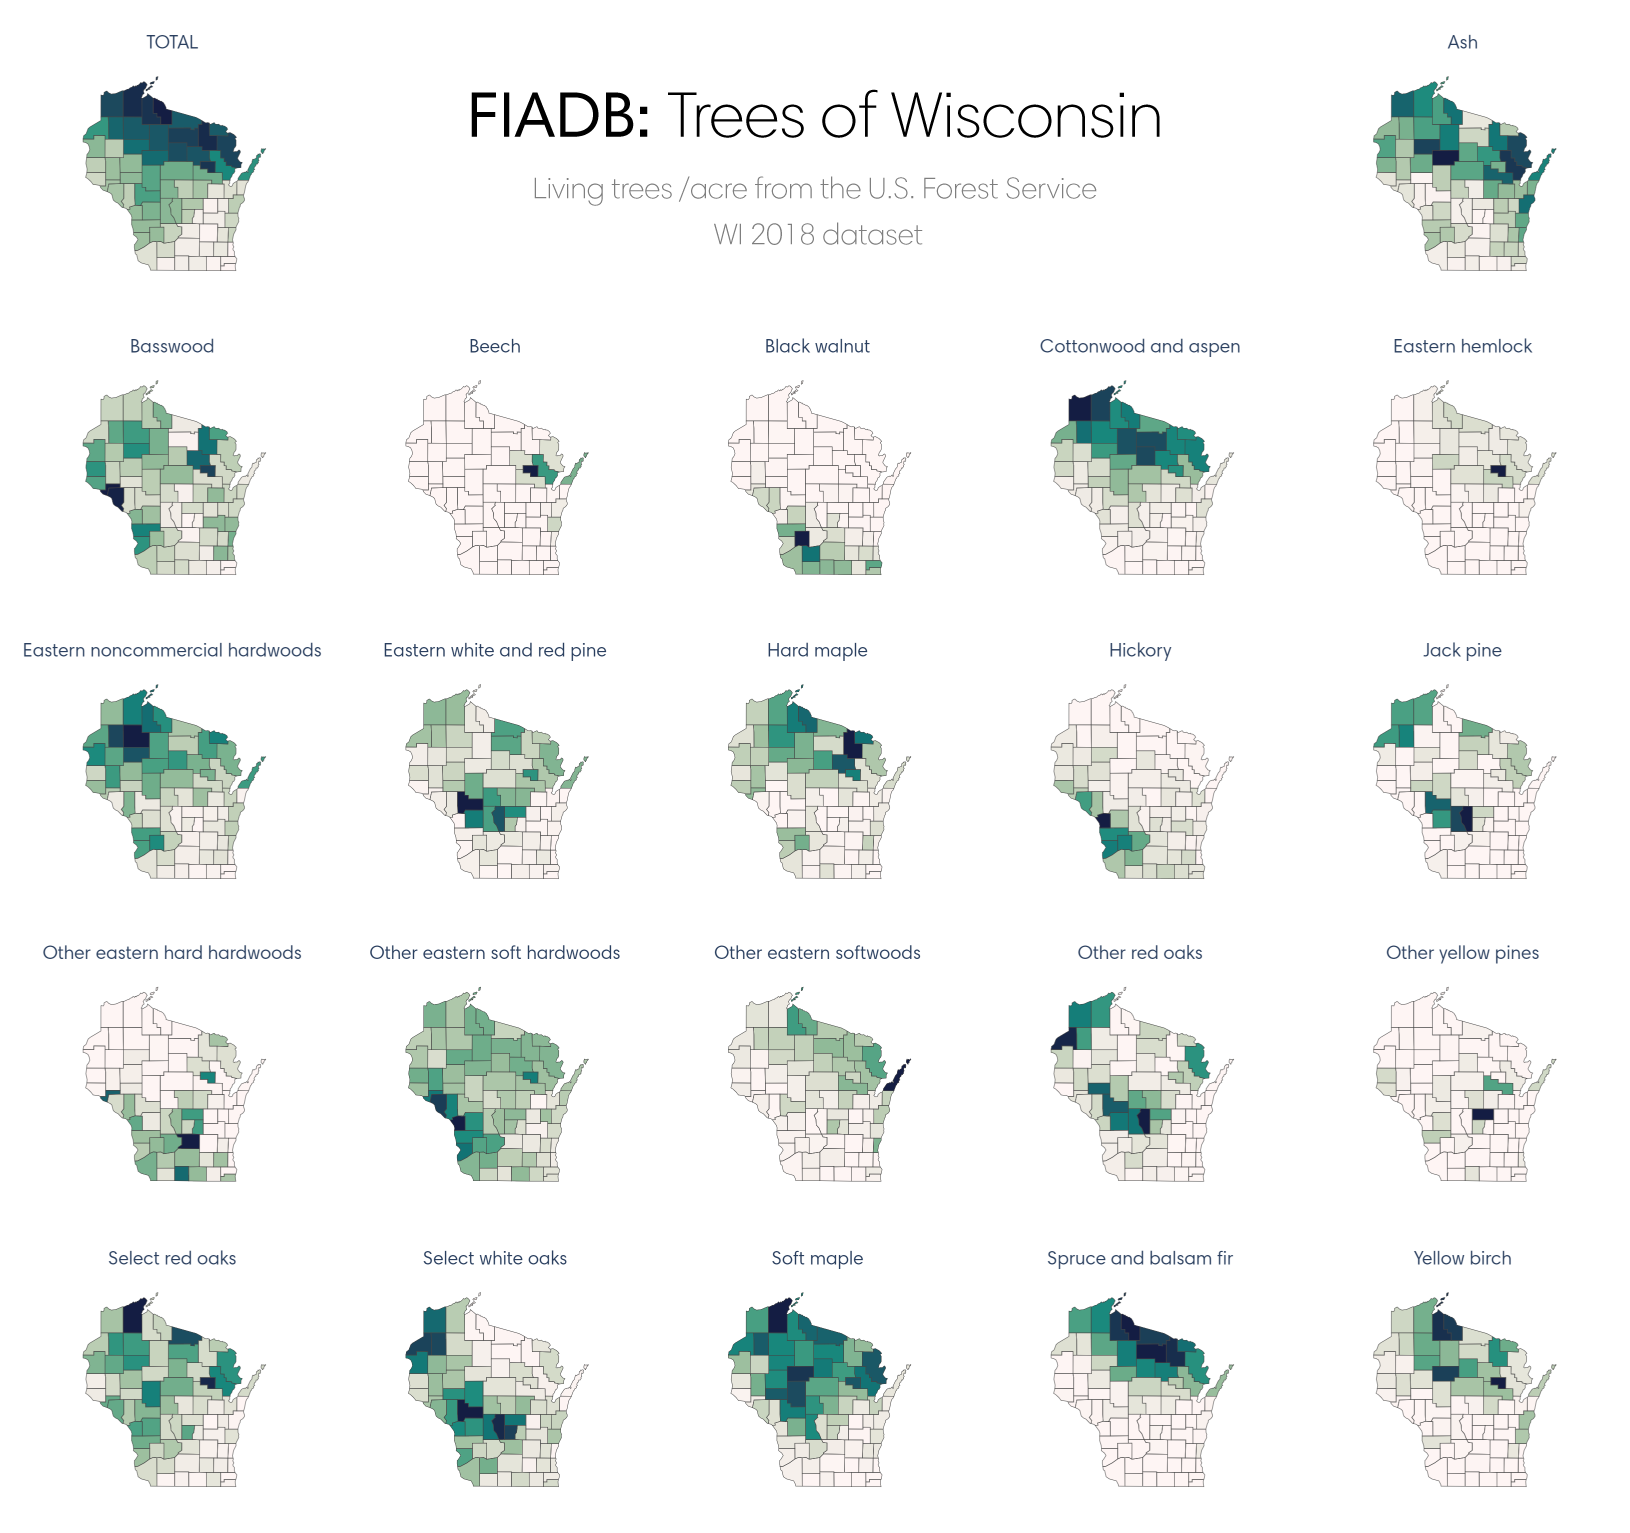 TOTAL
Ash
FIADB: Trees of Wisconsin
Living trees /acre from the U.S. Forest Service
WI 2018 dataset
Basswood
Beech
Black walnut
Cottonwood and aspen
Eastern hemlock
Eastern noncommercial hardwoods
Eastern white and red pine
Hard maple
Hickory
Jack pine
Other eastern hard hardwoods
Other eastern soft hardwoods
Other eastern softwoods
Other red oaks
Other yellow pines
Select red oaks
Select white oaks
Soft maple
Spruce and balsam fir
Yellow birch